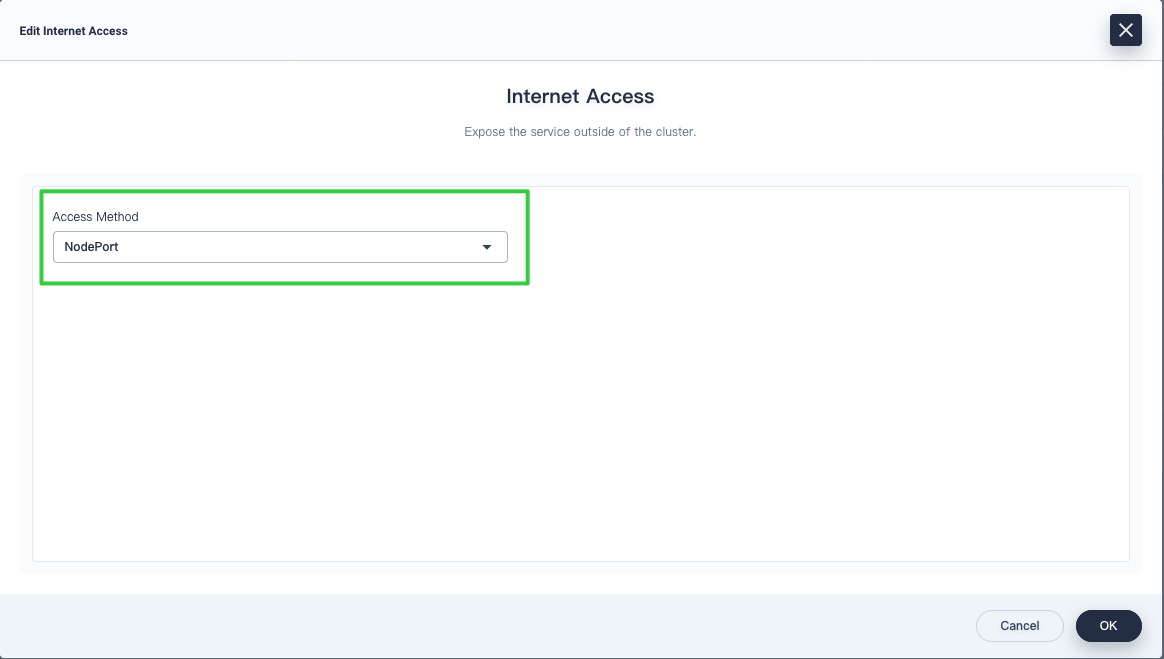 Edit Internet Access
Internet Access
Expose the service outside of the cluster.
Access Method
NodePort
Cancel
OK